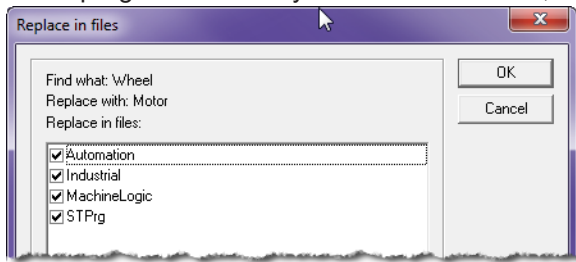 Replace in files
Find what: Wheel
OK
Replace with: Motor
Cancel
Replace in files:
Automation
Industrial
MachineLogic
STPrg